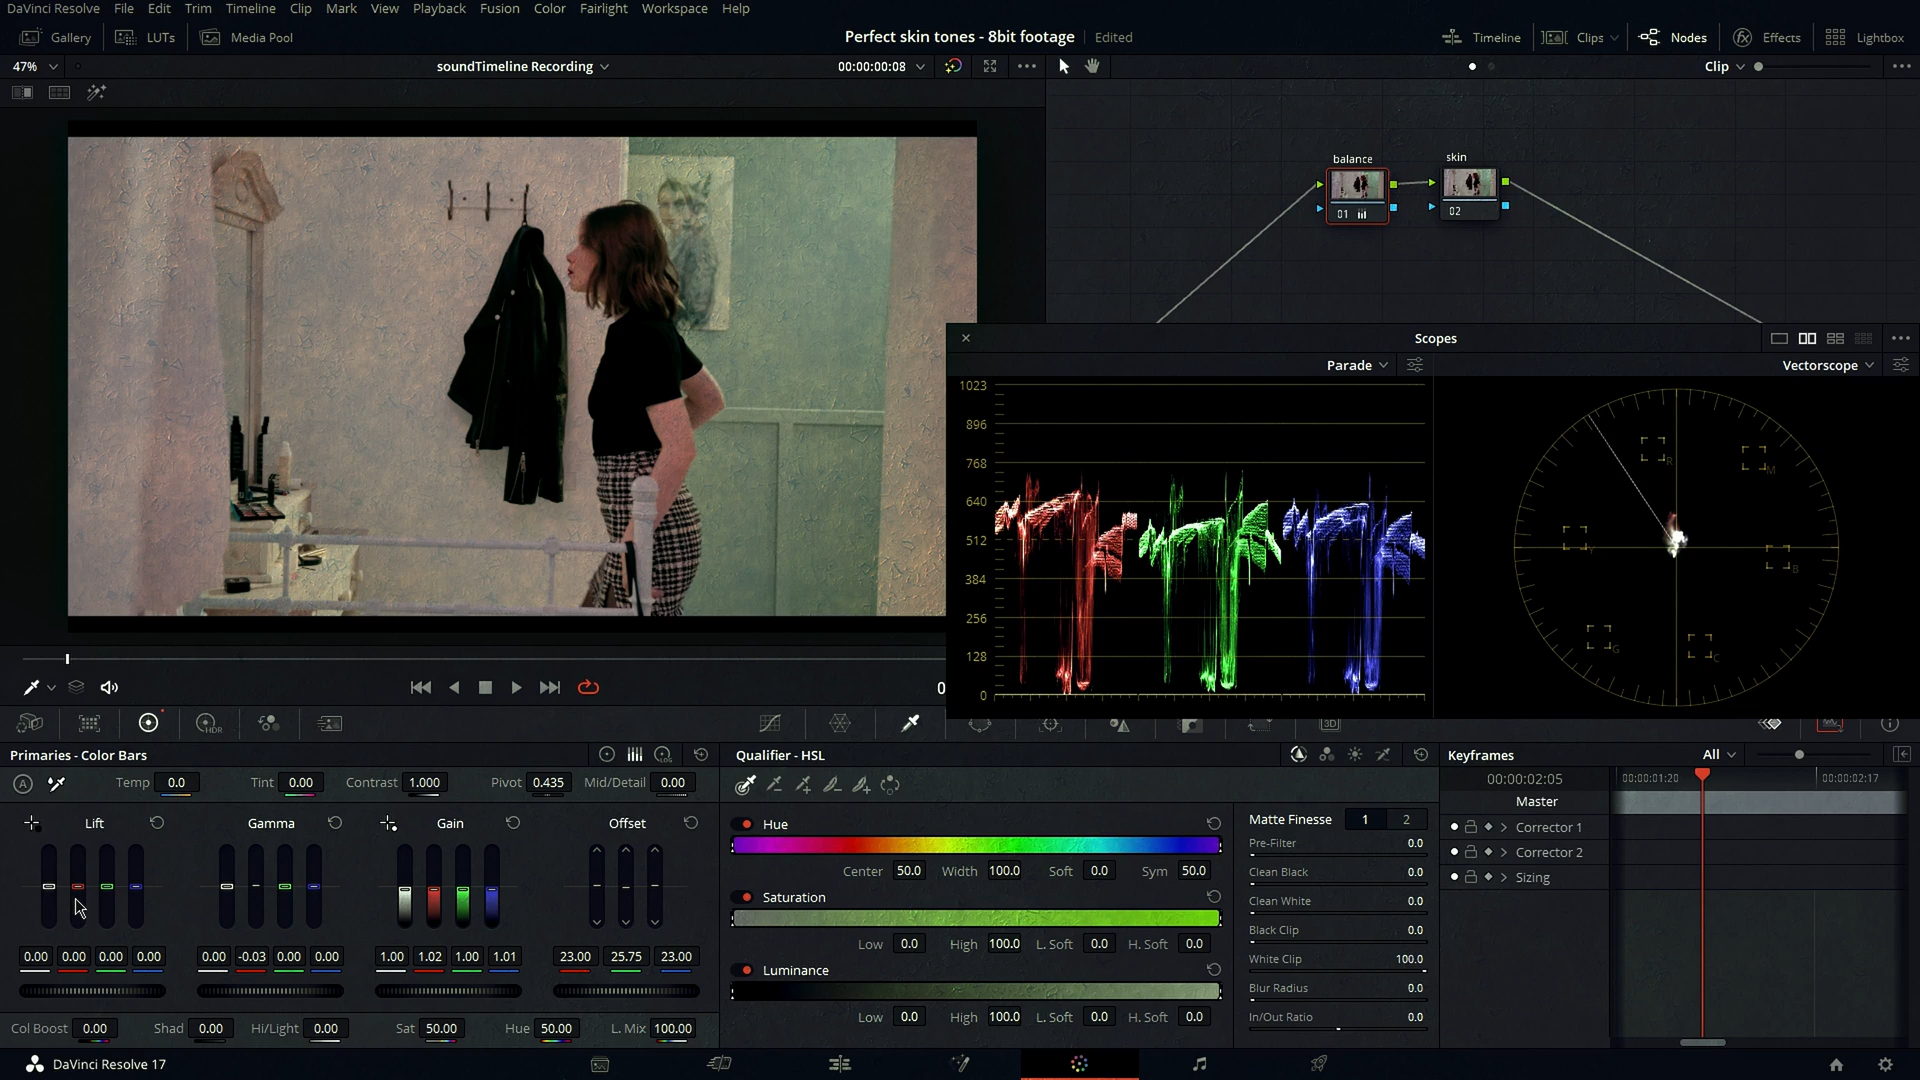 DaVinci Resolve File Edit Trim Timeline Clip Mark View Playback Fusion Color Fairlight Workspace Help
Gallery LUTs Media Pool Perfect skin tones - 8bit footage Edited Timeline Clips Nodes Effects Lightbox
47% soundTimeline Recording 00:00:00:08 Clip
balance skin
01 02
Scopes
Parade Vectorscope
1023
896
768
640
512
384
256
128
0
R
M
B
G
C
0
HDR
3D
Primaries - Color Bars
LOG
A Temp 0.0 Tint 0.00 Contrast 1.000 Pivot 0.435 Mid/Detail 0.00
Lift Gamma Gain Offset
0.00 0.00 0.00 0.00 0.00 -0.03 0.00 0.00 1.00 1.02 1.00 1.01 23.00 25.75 23.00
Col Boost 0.00 Shad 0.00 Hi/Light 0.00 Sat 50.00 Hue 50.00 L. Mix 100.00
Qualifier - HSL
Hue
Center 50.0 Width 100.0 Soft 0.0 Sym 50.0
Saturation
Low 0.0 High 100.0 L. Soft 0.0 H. Soft 0.0
Luminance
Low 0.0 High 100.0 L. Soft 0.0 H. Soft 0.0
Matte Finesse 1 2
Pre-Filter 0.0
Clean Black 0.0
Clean White 0.0
Black Clip 0.0
White Clip 100.0
Blur Radius 0.0
In/Out Ratio 0.0
Keyframes All
00:00:02:05 00:00:01:20 00:00:02:17
Master
Corrector 1
Corrector 2
Sizing
DaVinci Resolve 17